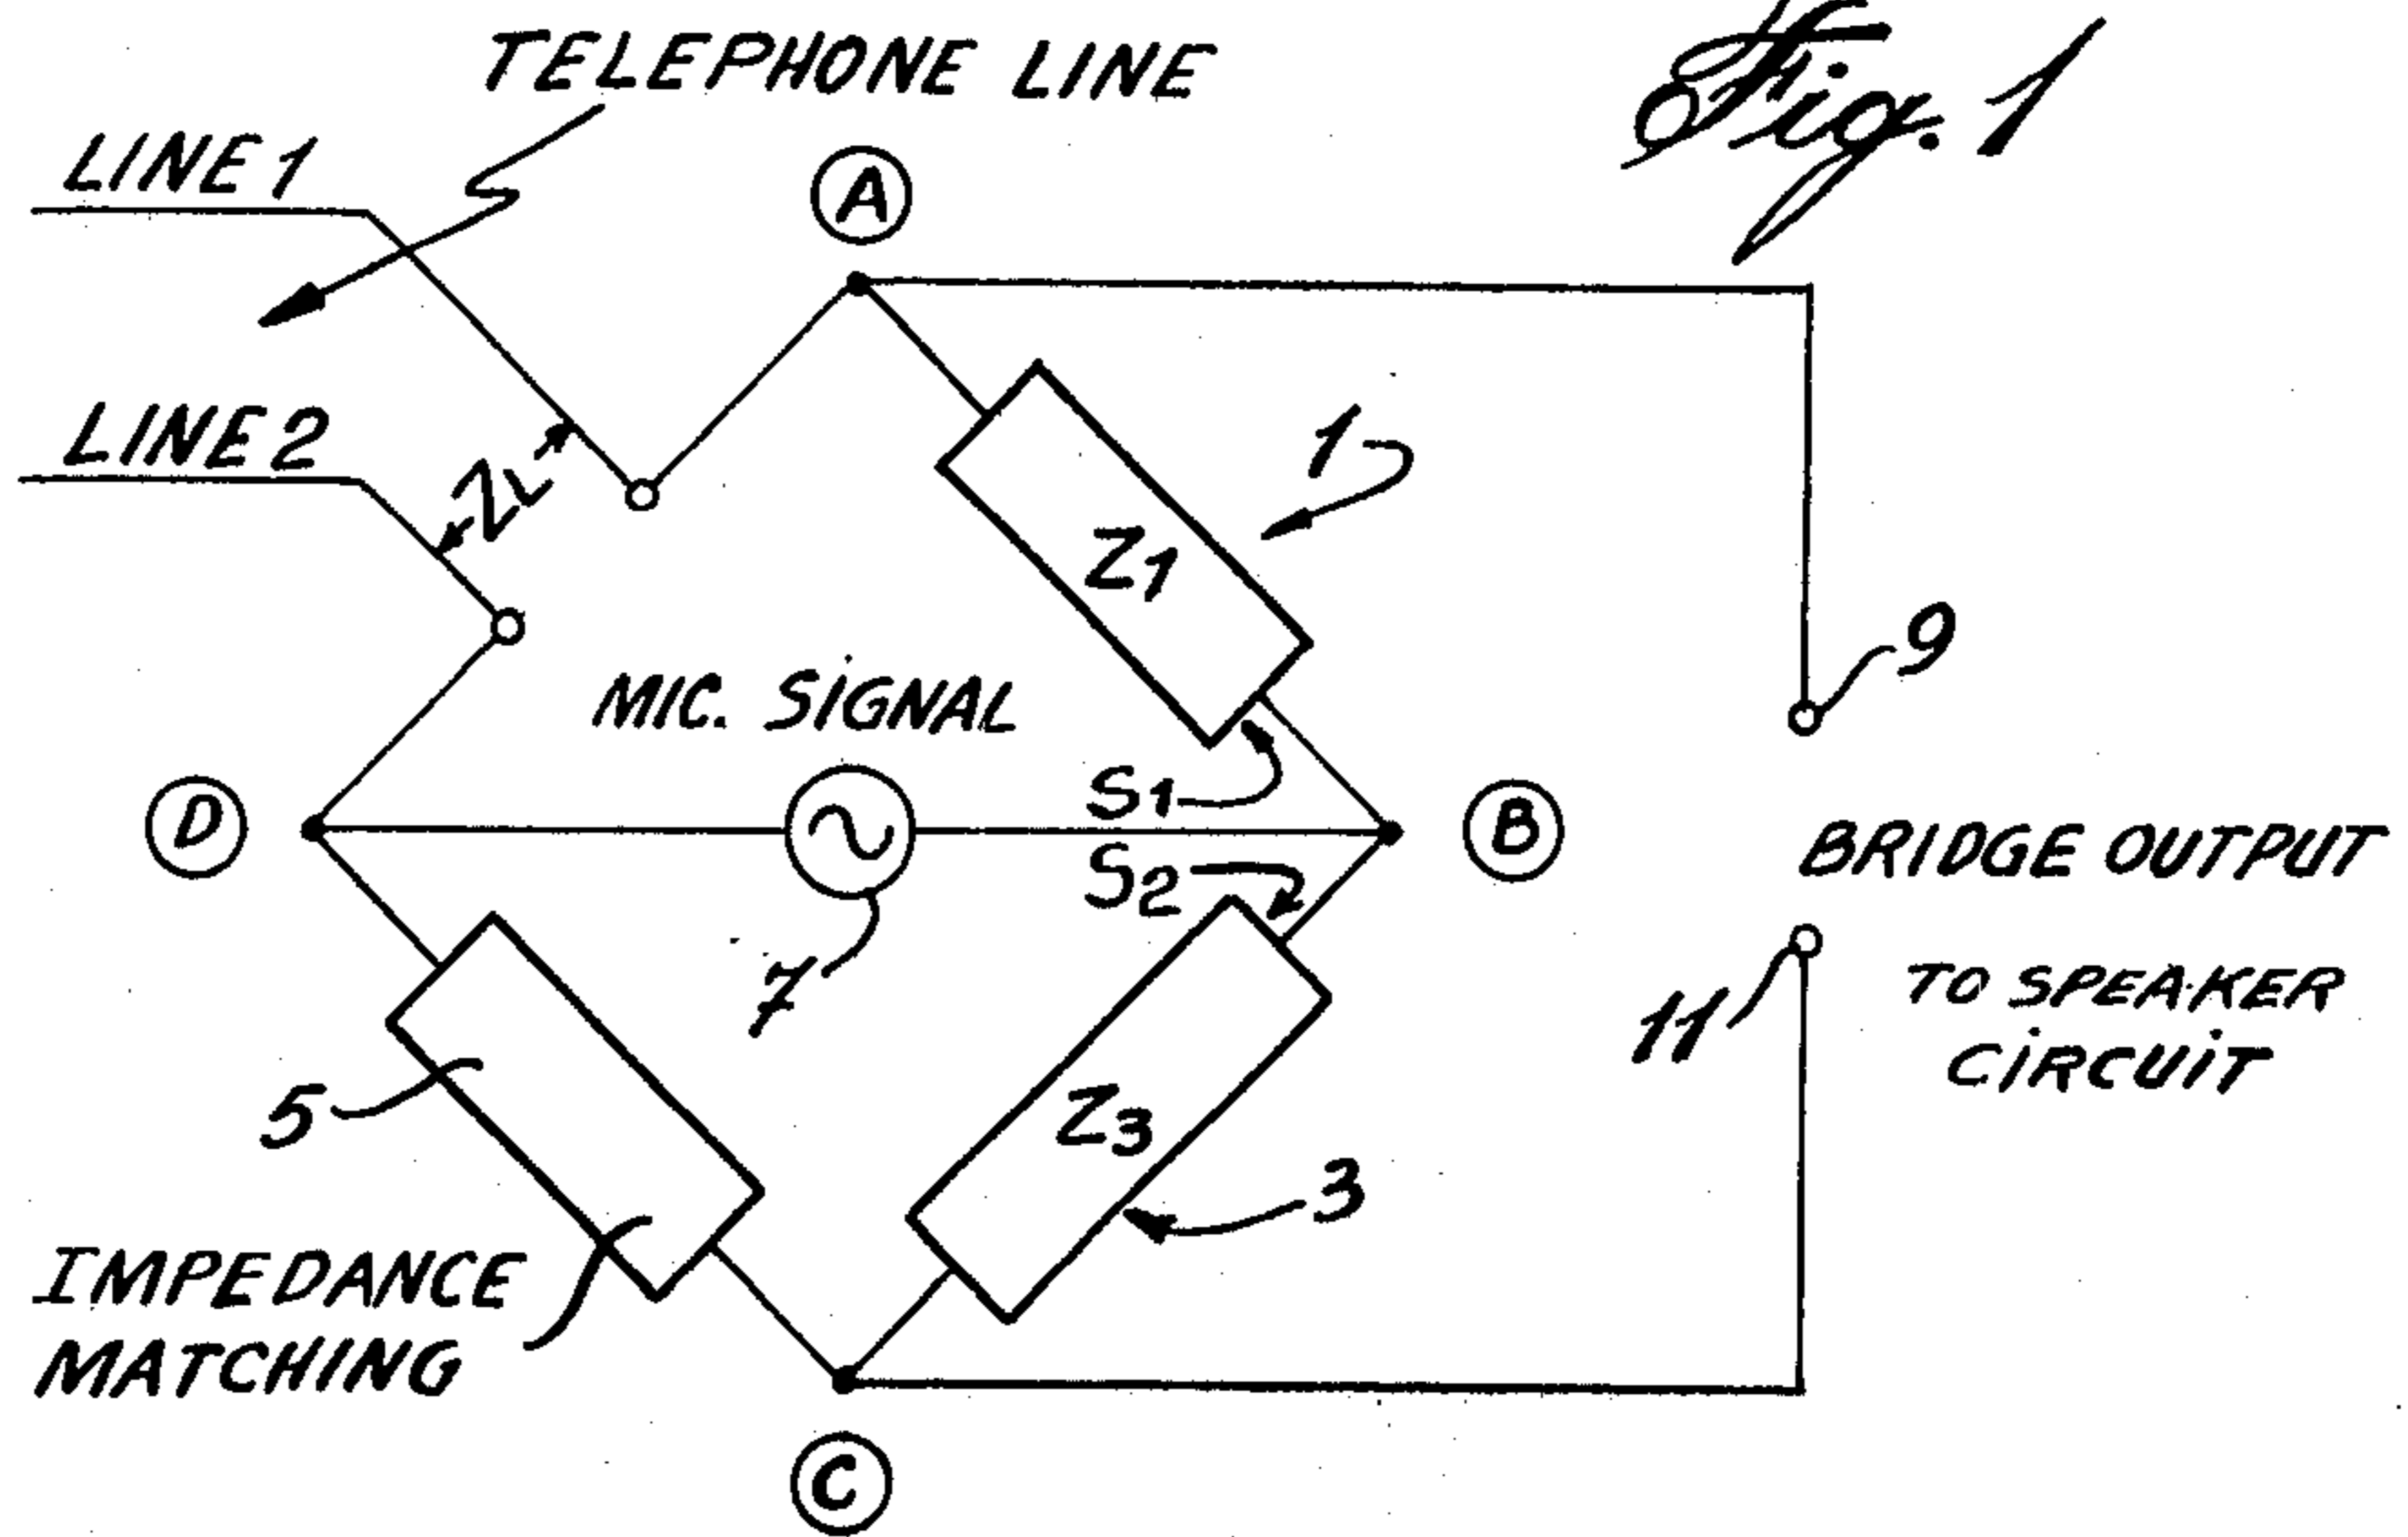 TELEPHONE LINE
Fig. 1
LINE 1
A
LINE 2
ZL
1
Z1
9
MIC. SIGNAL
S1
D
B
BRIDGE OUTPUT
S2
7
11
TO SPEAKER
CIRCUIT
5
Z3
3
IMPEDANCE
MATCHING
C